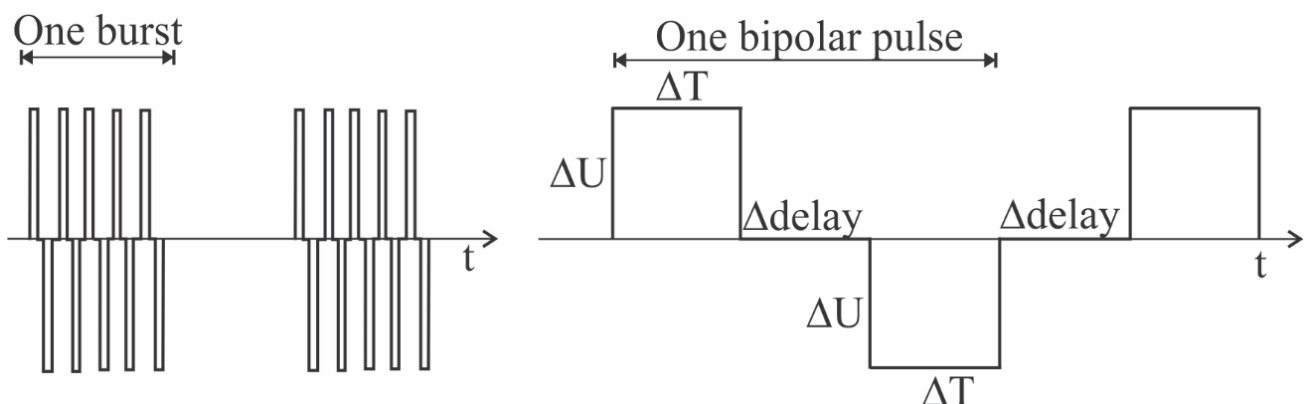 One burst
t
One bipolar pulse
ΔT
ΔU
Δdelay
Δdelay
t
ΔU
ΔT